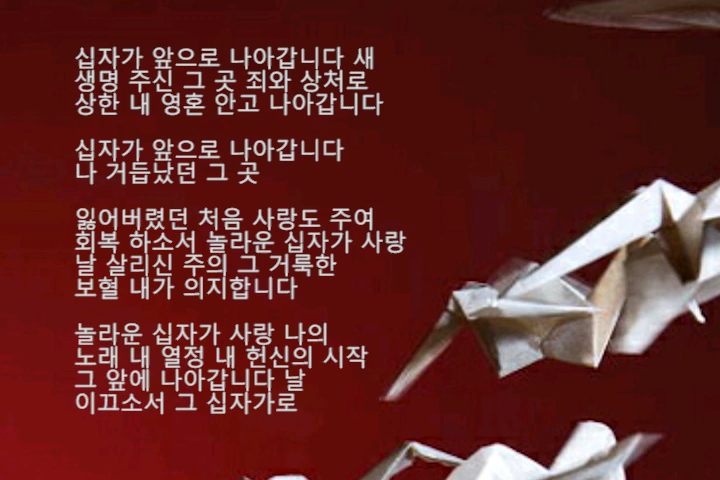 십자가 앞으로 나아갑니다 새
생명 주신 그 곳 죄와 상처로
상한 내 영혼 안고 나아갑니다
십자가 앞으로 나아갑니다
나 거듭났던 그 곳
잃어버렸던 처음 사랑도 주여
회복 하소서 놀라운 십자가 사랑
날 살리신 주의 그 거룩한
보혈 내가 의지합니다
놀라운 십자가 사랑 나의
노래 내 열정 내 헌신의 시작
그 앞에 나아갑니다 날
이끄소서 그 십자가로